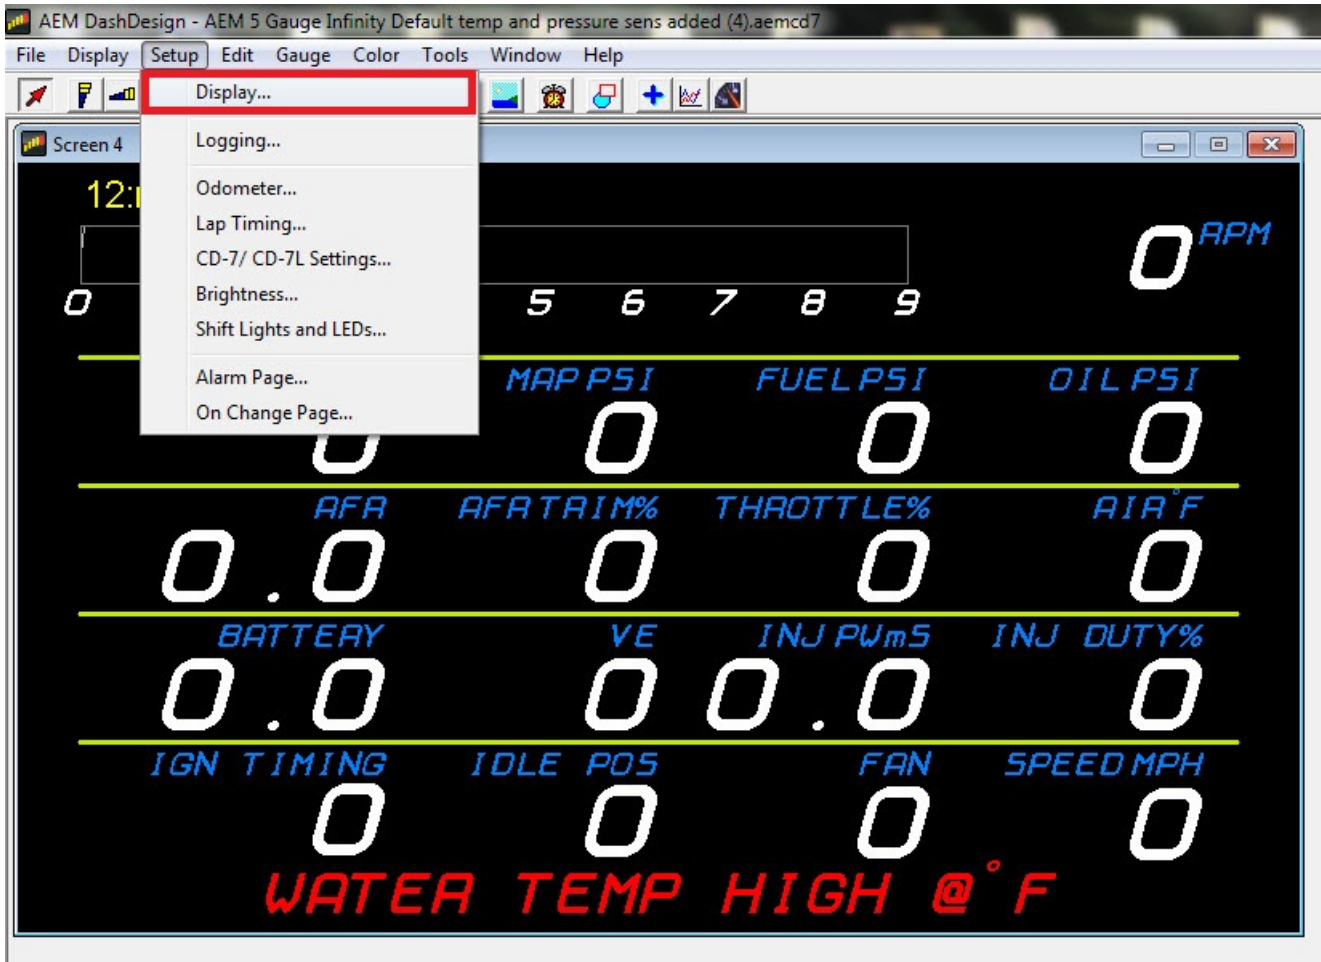 AEM DashDesign - AEM 5 Gauge Infinity Default temp and pressure sens added (4).aemcd7
File Display Setup Edit Gauge Color Tools Window Help
Display...
Logging...
Odometer...
Lap Timing...
CD-7/ CD-7L Settings...
Brightness...
Shift Lights and LEDs...
Alarm Page...
On Change Page...
Screen 4
12:
0 RPM
0 5 6 7 8 9
MAP PSI FUEL PSI OIL PSI
0 0 0 0
AFR AFR TRIM% THROTTLE% AIR°F
0.0 0 0 0
BATTERY VE INJ PWmS INJ DUTY%
0.0 0 0.0 0
IGN TIMING IDLE POS FAN SPEED MPH
0 0 0 0
WATER TEMP HIGH @°F